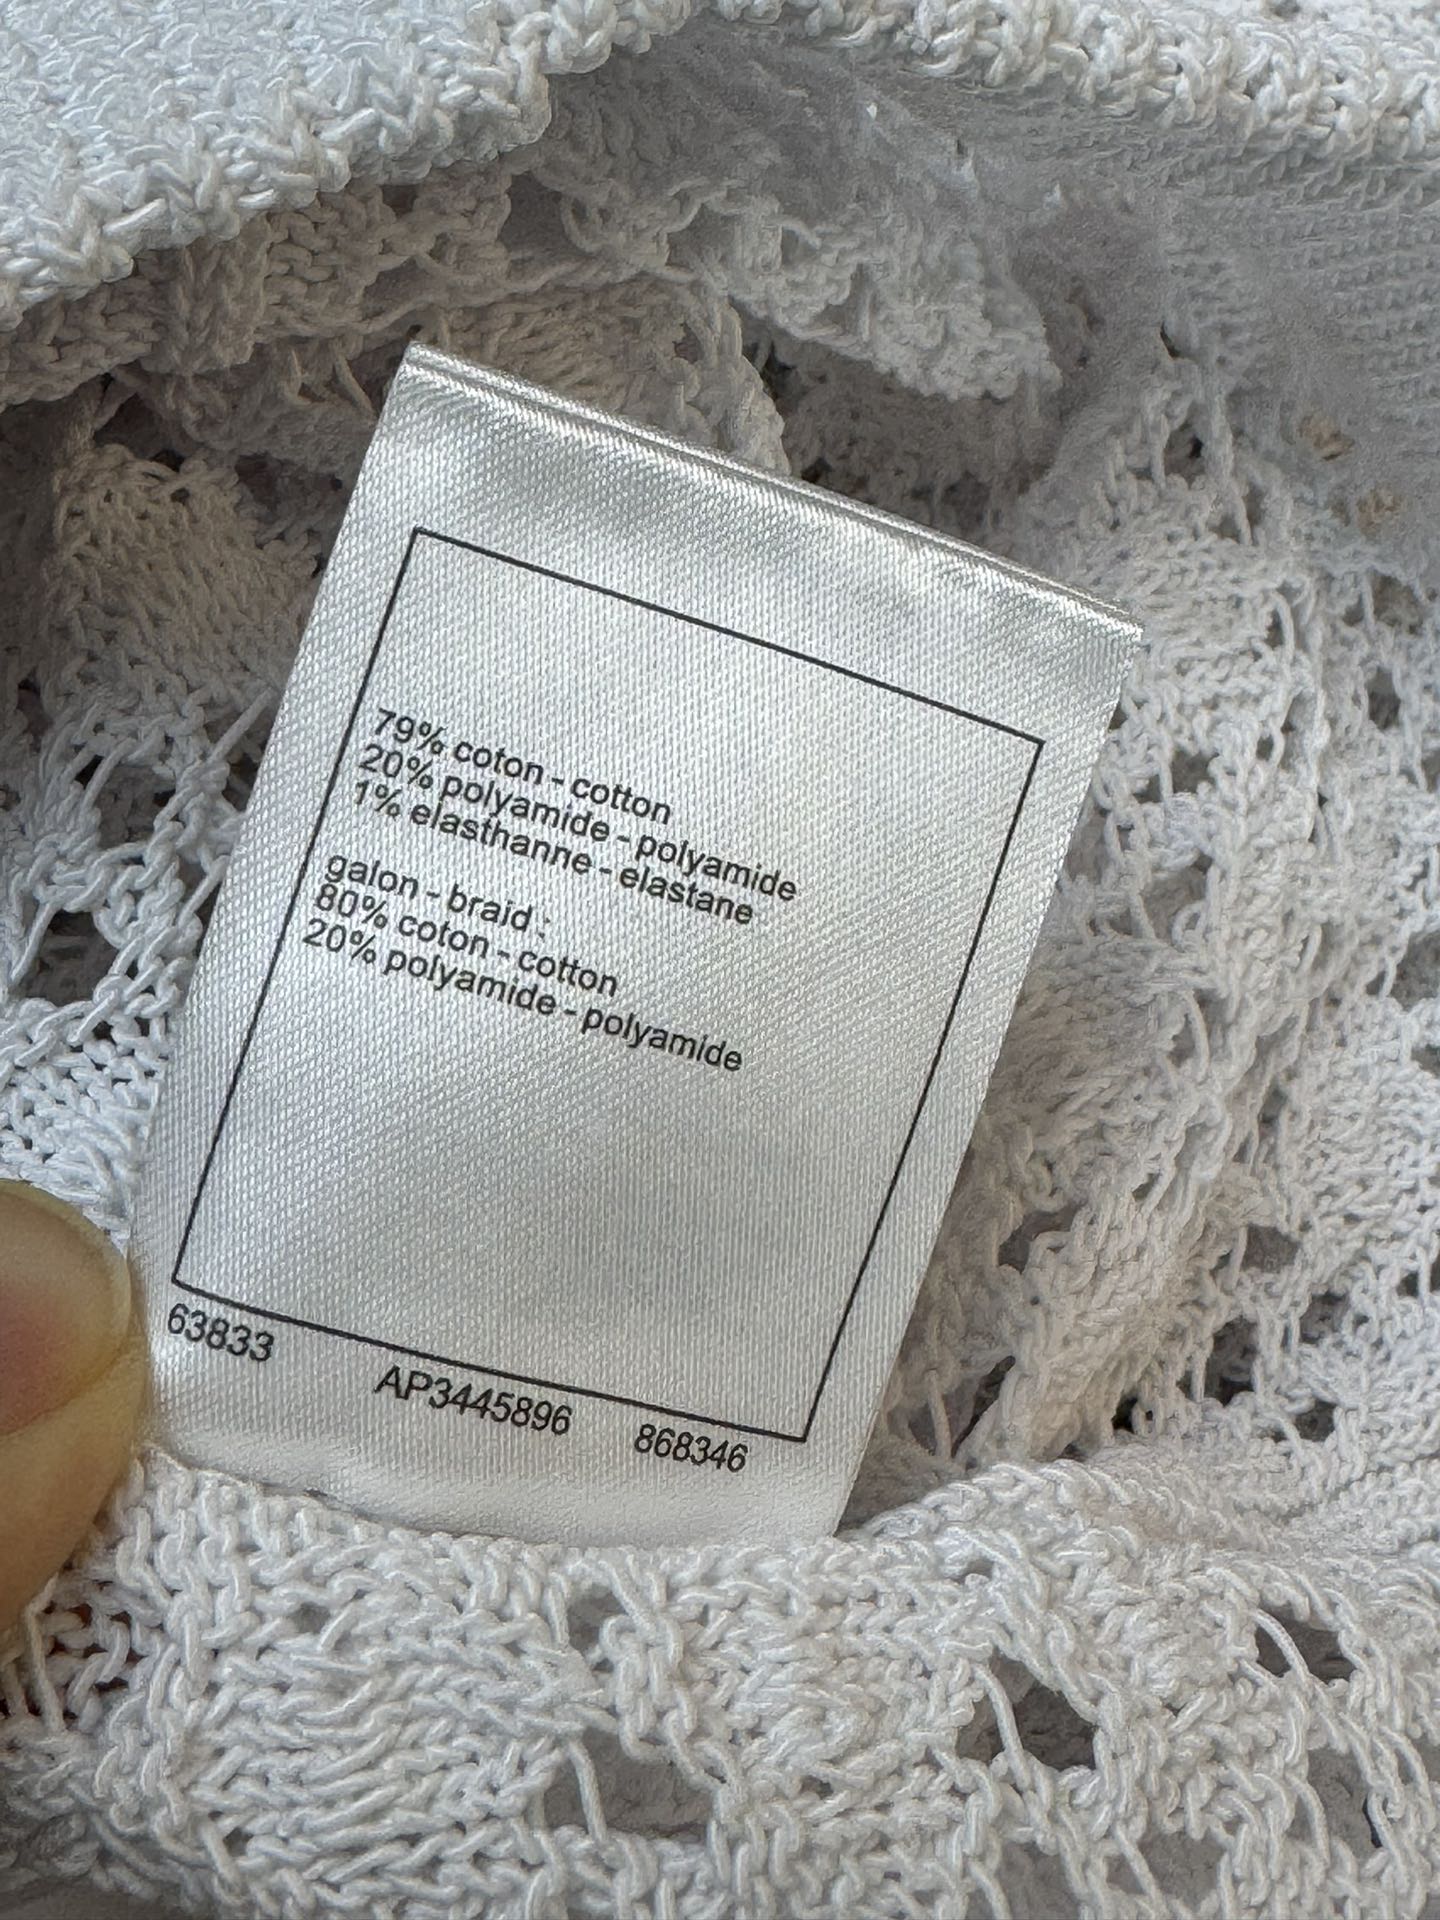 79% coton - cotton
20% polyamide - polyamide
1% elasthanne - elastane
galon - braid :
80% coton - cotton
20% polyamide - polyamide
63833 AP3445896 868346